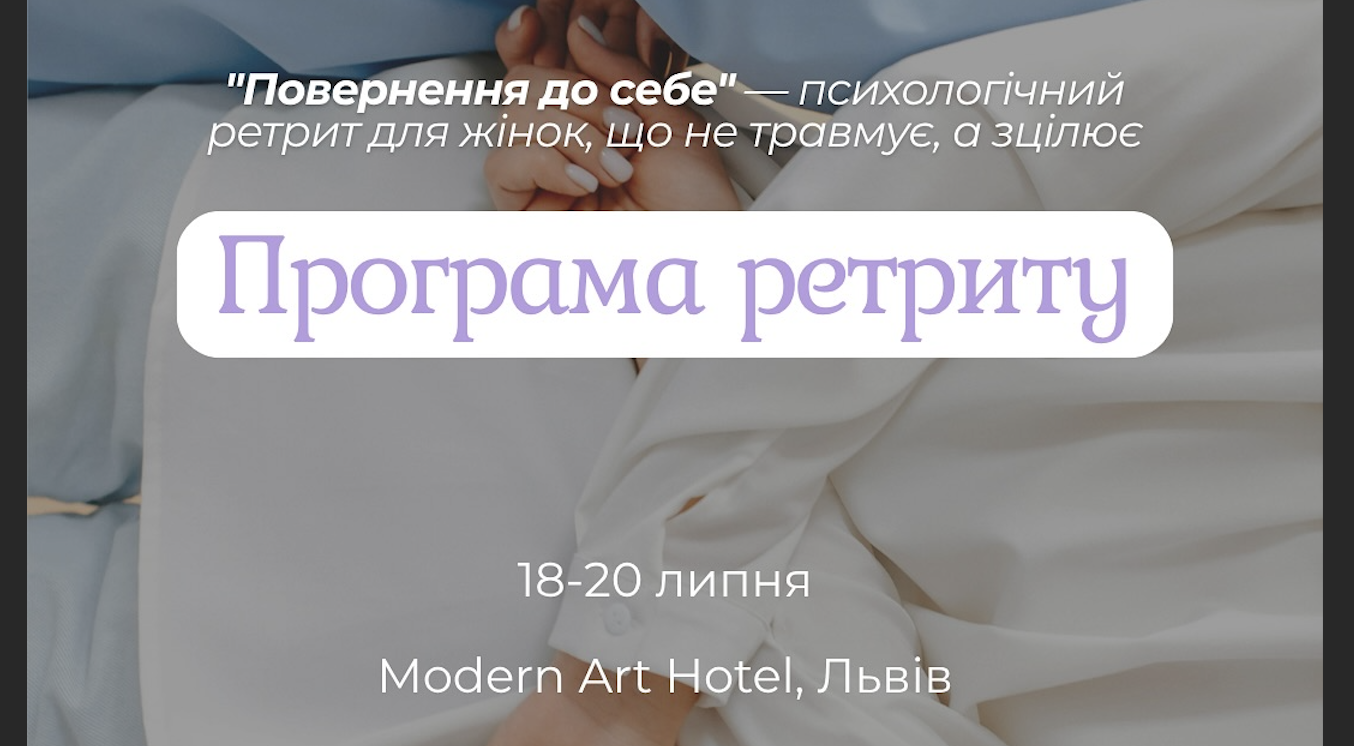 "Повернення до себе" — психологічний
ретрит для жінок, що не травмує, а зцілює
Програма ретриту
18-20 липня
Modern Art Hotel, Львів